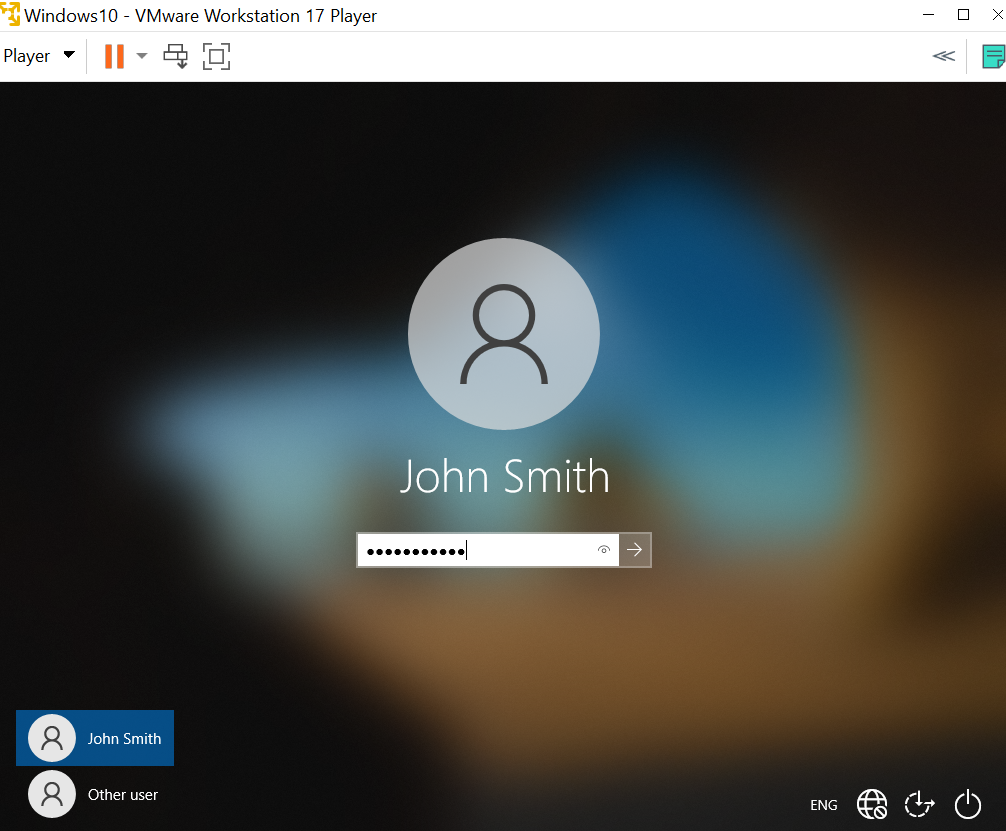 Windows10 - VMware Workstation 17 Player
Player
John Smith
•••••••••••
John Smith
Other user
ENG